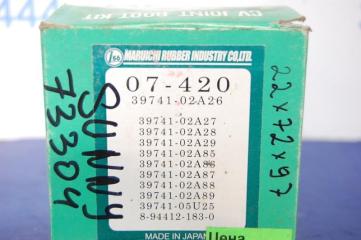 CV JOINT BOOT KIT
MARUICHI RUBBER INDUSTRY CO,.LTD.
07-420
39741-02A26
39741-02A27
39741-02A28
39741-02A29
39741-02A85
39741-02A86
39741-02A87
39741-02A88
39741-02A89
39741-05U25
8-94412-183-0
MADE IN JAPAN
Цена
SUNNY
73304
22x72x97